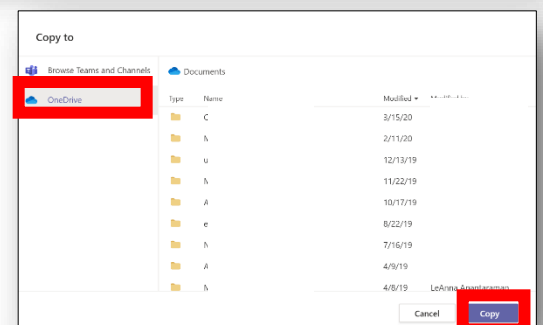 Copy to
Browse Teams and Channels
Documents
OneDrive
Type Name Modified
C 3/15/20
2/11/20
u 12/13/19
11/22/19
10/17/19
e 8/22/19
7/16/19
4/9/19
4/8/19 LeAnna Anantaraman
Cancel Copy